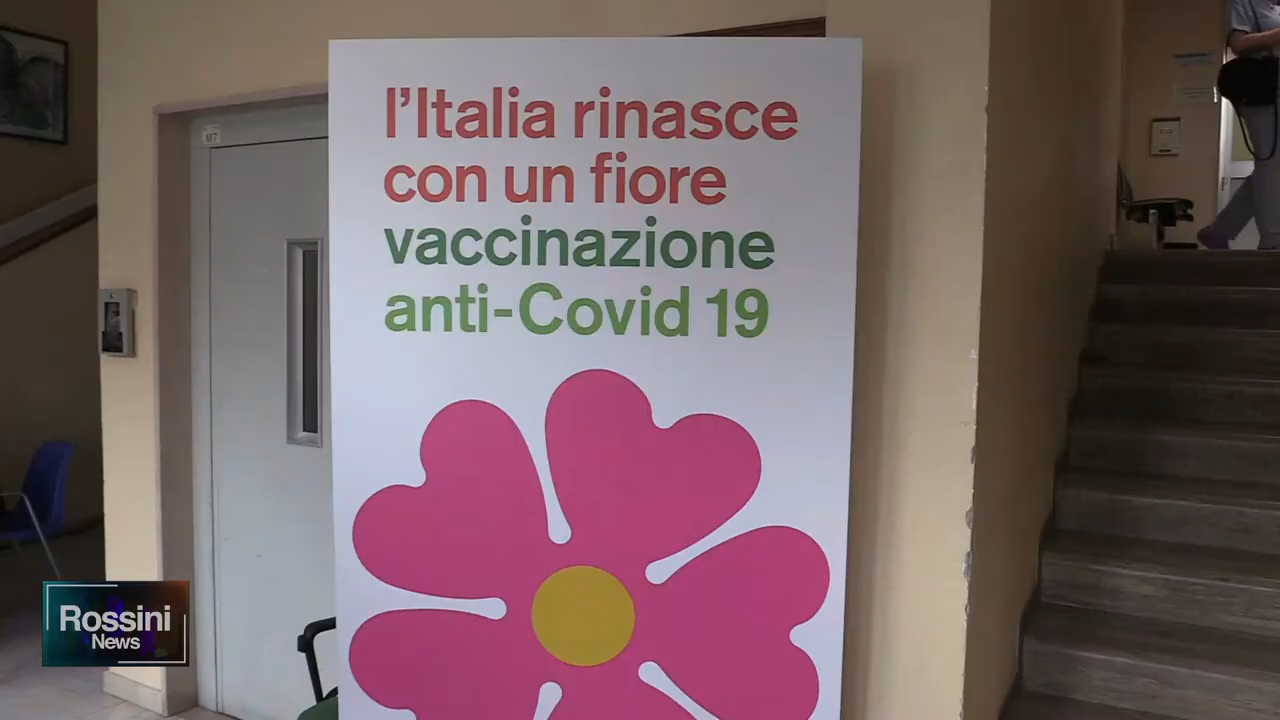 l'Italia rinasce
con un fiore
vaccinazione
anti-Covid 19
Rossini
News